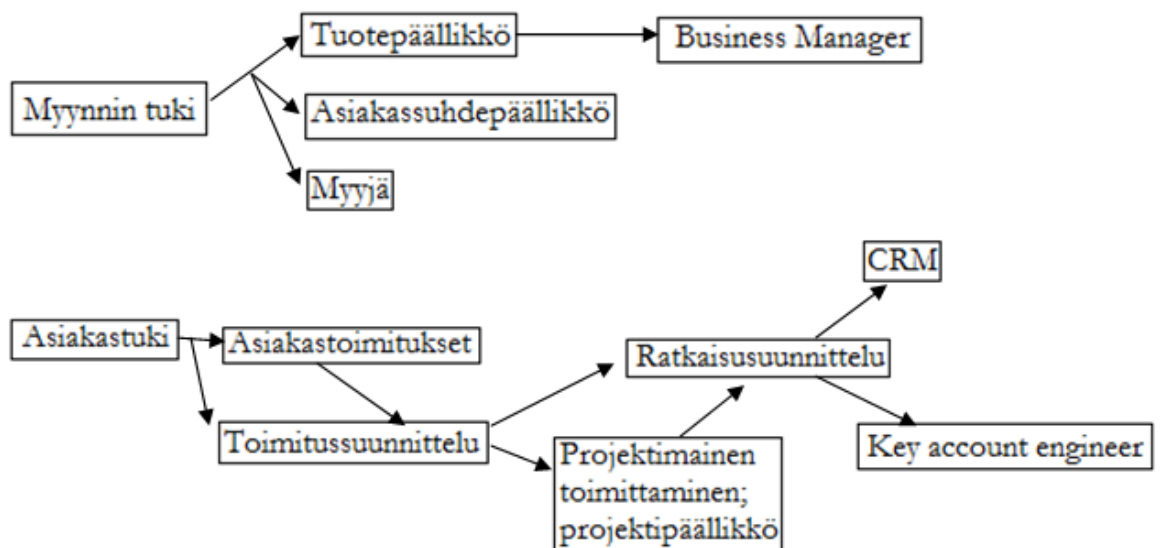 Tuotepäällikkö
Business Manager
Myynnin tuki
Asiakassuhdepäällikkö
Myyjä
CRM
Asiakastuki
Asiakastoimitukset
Ratkaisusuunnittelu
Toimitussuunnittelu
Projektimainen
toimittaminen;
projektipäällikkö
Key account engineer